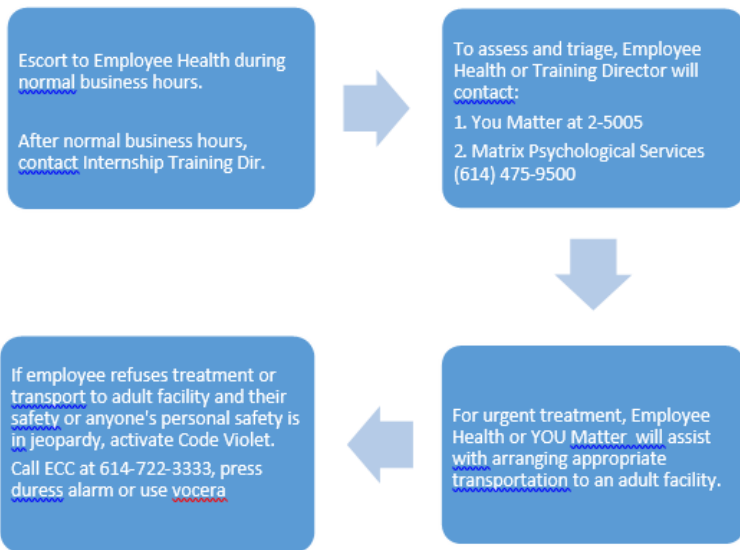 Escort to Employee Health during
normal business hours.
After normal business hours,
contact Internship Training Dir.
To assess and triage, Employee
Health or Training Director will
contact:
1. You Matter at 2-5005
2. Matrix Psychological Services
(614) 475-9500
For urgent treatment, Employee
Health or YOU Matter will assist
with arranging appropriate
transportation to an adult facility.
If employee refuses treatment or
transport to adult facility and their
safety or anyone's personal safety is
in jeopardy, activate Code Violet.
Call ECC at 614-722-3333, press
duress alarm or use vocera